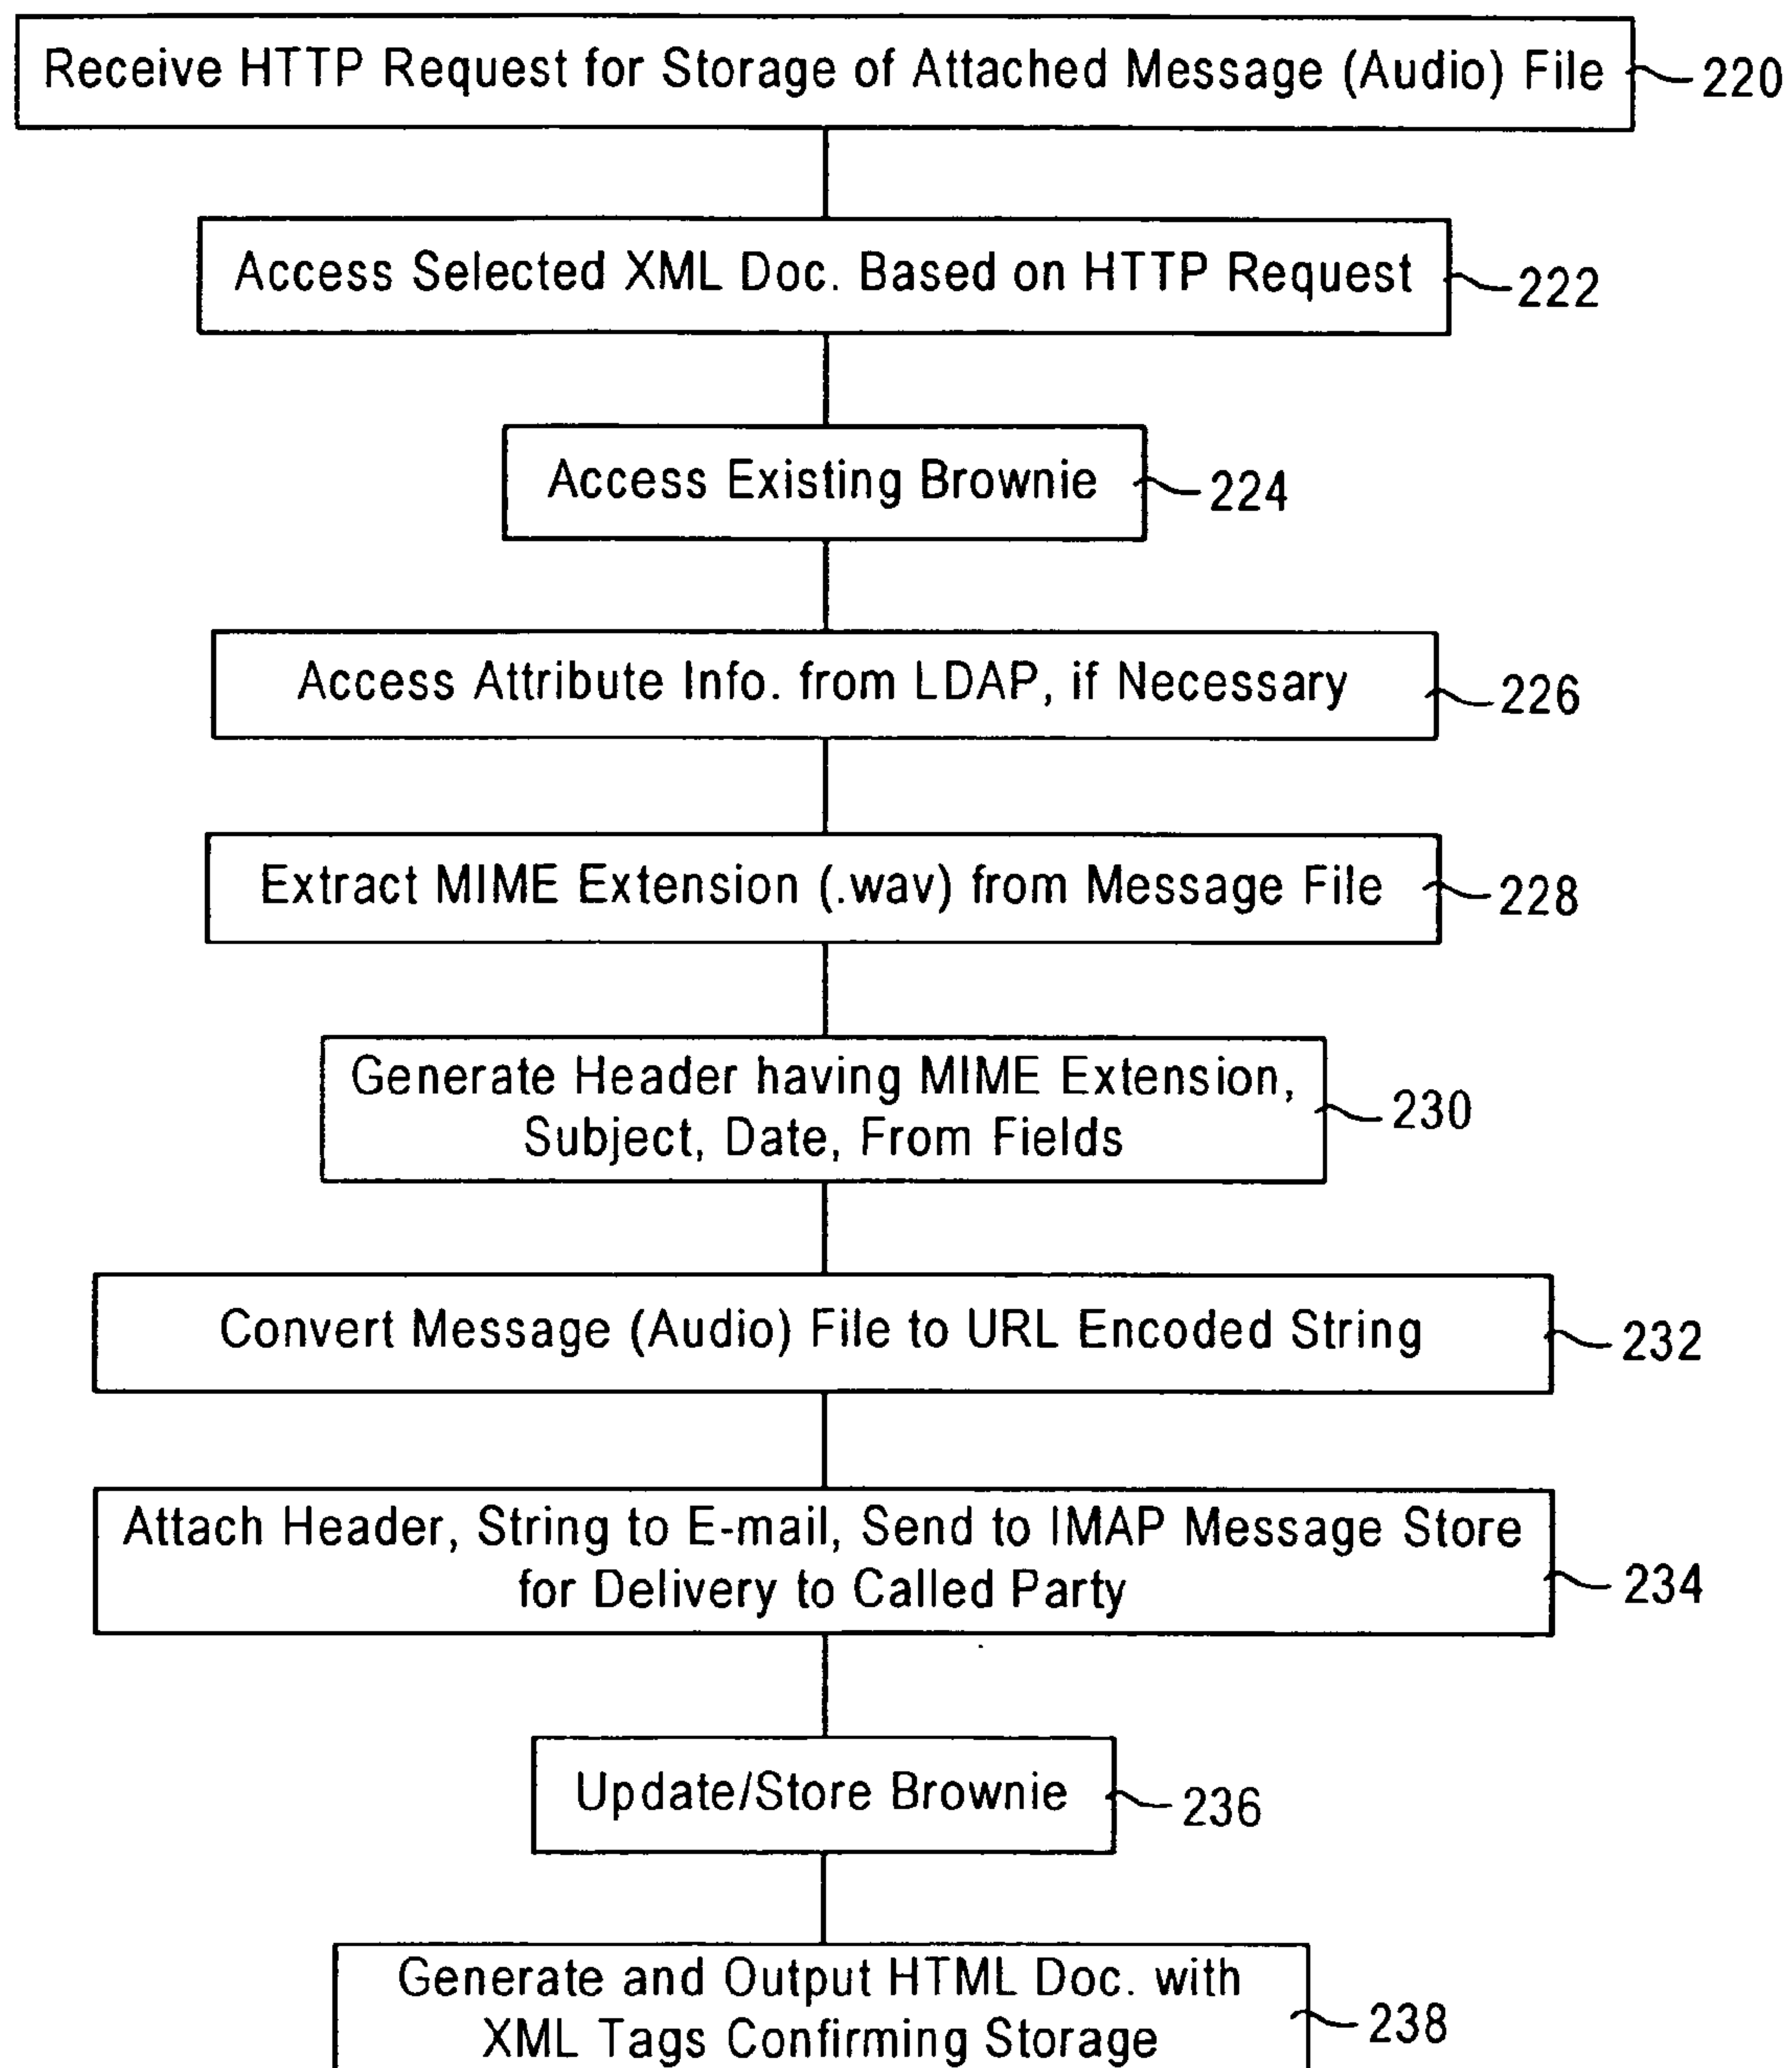 Receive HTTP Request for Storage of Attached Message (Audio) File
220
Access Selected XML Doc. Based on HTTP Request
222
Access Existing Brownie
224
Access Attribute Info. from LDAP, if Necessary
226
Extract MIME Extension (.wav) from Message File
228
Generate Header having MIME Extension,
Subject, Date, From Fields
230
Convert Message (Audio) File to URL Encoded String
232
Attach Header, String to E-mail, Send to IMAP Message Store
for Delivery to Called Party
234
Update/Store Brownie
236
Generate and Output HTML Doc. with
XML Tags Confirming Storage
238